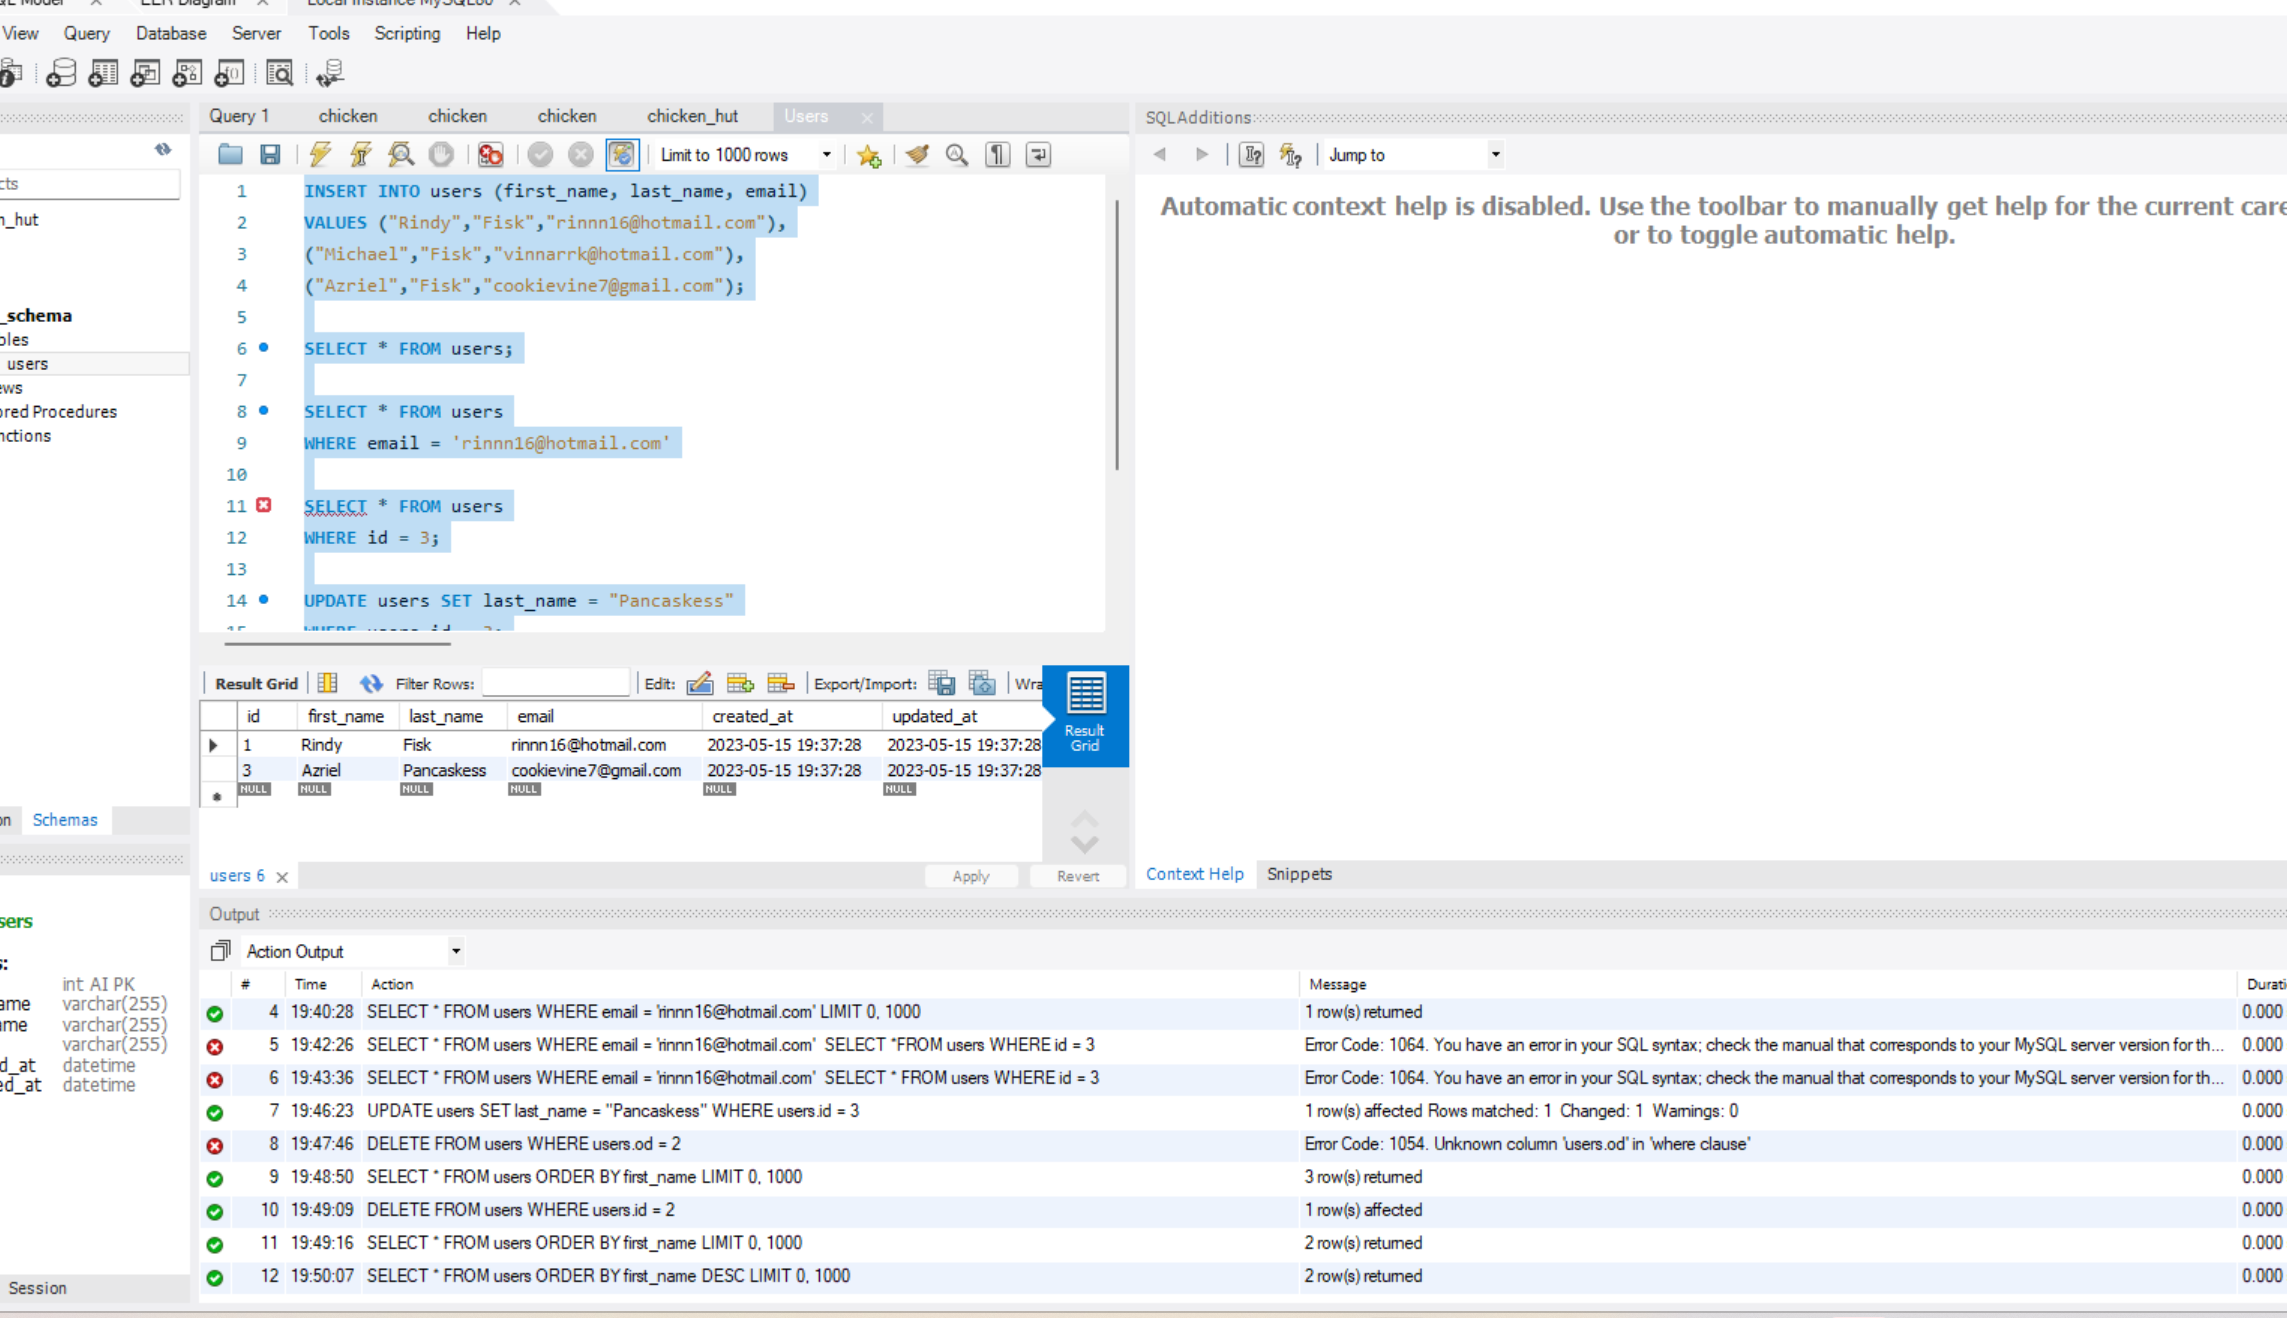 EER Diagram
Local instance MySQL80
View Query Database Server Tools Scripting Help
Query 1 chicken chicken chicken chicken_hut Users
SQLAdditions
Limit to 1000 rows
Jump to
Automatic context help is disabled. Use the toolbar to manually get help for the current care
or to toggle automatic help.
1 INSERT INTO users (first_name, last_name, email)
2 VALUES ("Rindy","Fisk","rinnn16@hotmail.com"),
3 ("Michael","Fisk","vinnarrk@hotmail.com"),
4 ("Azriel","Fisk","cookievine7@gmail.com");
5
6 SELECT * FROM users;
7
8 SELECT * FROM users
9 WHERE email = 'rinnn16@hotmail.com'
10
11 SELECT * FROM users
12 WHERE id = 3;
13
14 UPDATE users SET last_name = "Pancaskess"
cts
n_hut
_schema
bles
users
ews
ored Procedures
nctions
on Schemas
Result Grid Filter Rows: Edit: Export/Import: Wra
Result
Grid
id first_name last_name email created_at updated_at
1 Rindy Fisk rinnn16@hotmail.com 2023-05-15 19:37:28 2023-05-15 19:37:28
3 Azriel Pancaskess cookievine7@gmail.com 2023-05-15 19:37:28 2023-05-15 19:37:28
NULL NULL NULL NULL NULL NULL
users 6 Apply Revert
Context Help Snippets
sers
s:
int AI PK
ame varchar(255)
ame varchar(255)
varchar(255)
d_at datetime
ed_at datetime
Session
Output
Action Output
# Time Action Message Durati
4 19:40:28 SELECT * FROM users WHERE email = 'rinnn16@hotmail.com' LIMIT 0, 1000 1 row(s) returned 0.000
5 19:42:26 SELECT * FROM users WHERE email = 'rinnn16@hotmail.com' SELECT *FROM users WHERE id = 3 Error Code: 1064. You have an error in your SQL syntax; check the manual that corresponds to your MySQL server version for th... 0.000
6 19:43:36 SELECT * FROM users WHERE email = 'rinnn16@hotmail.com' SELECT * FROM users WHERE id = 3 Error Code: 1064. You have an error in your SQL syntax; check the manual that corresponds to your MySQL server version for th... 0.000
7 19:46:23 UPDATE users SET last_name = "Pancaskess" WHERE users.id = 3 1 row(s) affected Rows matched: 1 Changed: 1 Warnings: 0 0.000
8 19:47:46 DELETE FROM users WHERE users.od = 2 Error Code: 1054. Unknown column 'users.od' in 'where clause' 0.000
9 19:48:50 SELECT * FROM users ORDER BY first_name LIMIT 0, 1000 3 row(s) returned 0.000
10 19:49:09 DELETE FROM users WHERE users.id = 2 1 row(s) affected 0.000
11 19:49:16 SELECT * FROM users ORDER BY first_name LIMIT 0, 1000 2 row(s) returned 0.000
12 19:50:07 SELECT * FROM users ORDER BY first_name DESC LIMIT 0, 1000 2 row(s) returned 0.000